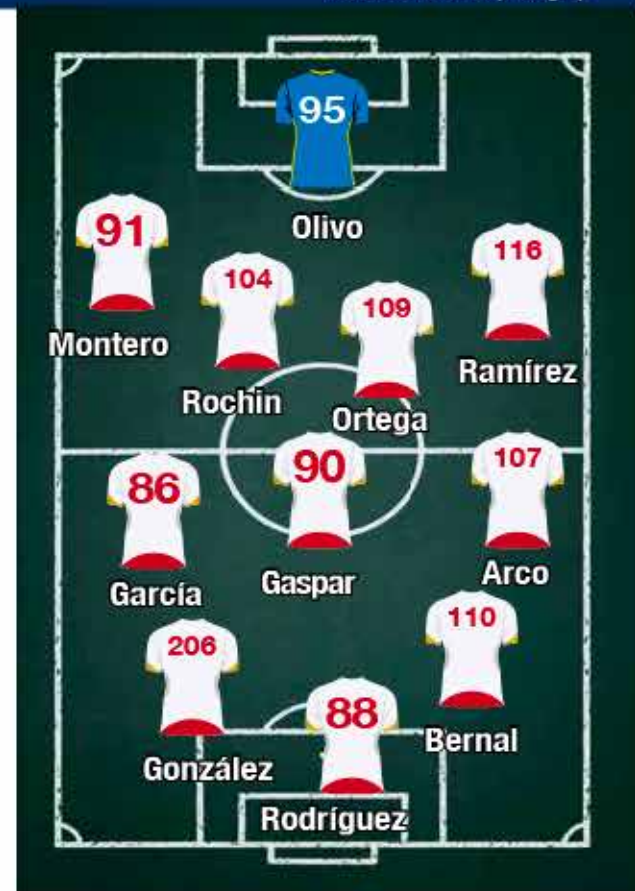 95
Olivo
91
Montero
104
Rochin
109
Ortega
116
Ramírez
86
García
90
Gaspar
107
Arco
206
González
88
Rodríguez
110
Bernal